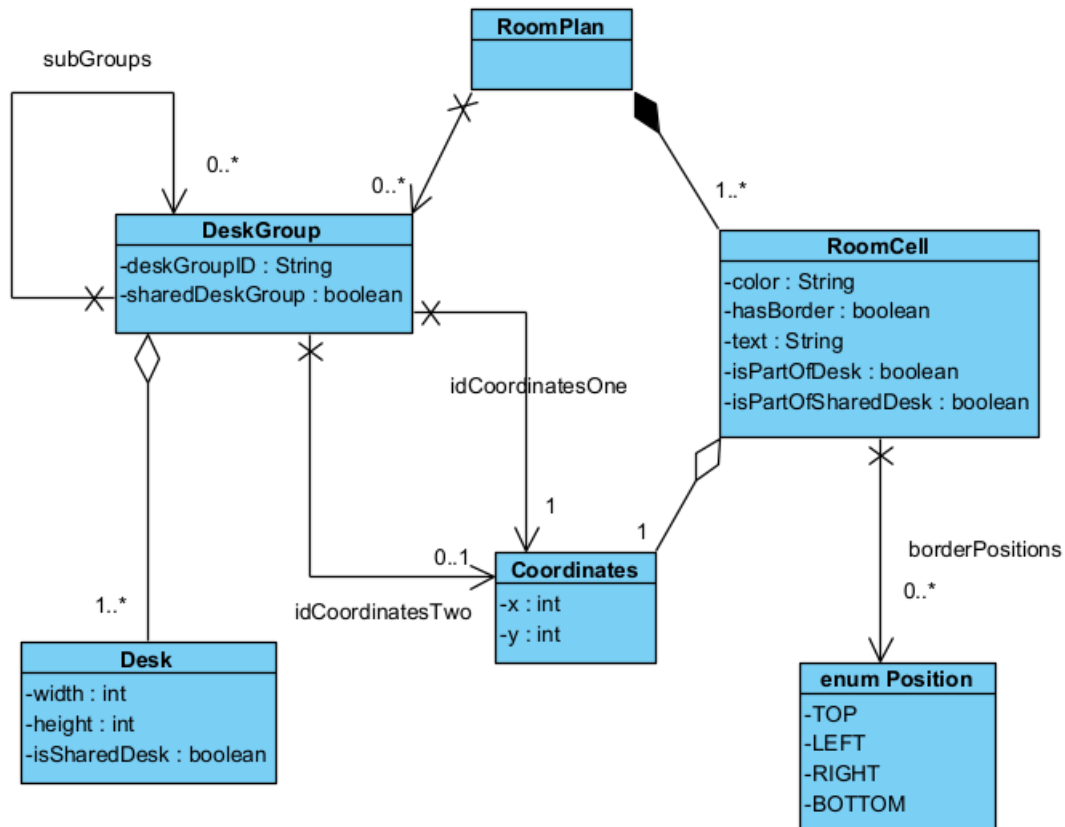 RoomPlan
subGroups
0..*
0..*
1..*
DeskGroup
-deskGroupID : String
-sharedDeskGroup : boolean
RoomCell
-color : String
-hasBorder : boolean
-text : String
-isPartOfDesk : boolean
-isPartOfSharedDesk : boolean
idCoordinatesOne
1
1
0..1
borderPositions
0..*
idCoordinatesTwo
Coordinates
-x : int
-y : int
1..*
Desk
-width : int
-height : int
-isSharedDesk : boolean
enum Position
-TOP
-LEFT
-RIGHT
-BOTTOM